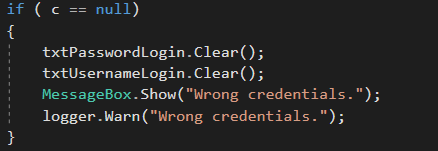 if ( c == null)
{
txtPasswordLogin.Clear();
txtUsernameLogin.Clear();
MessageBox.Show("Wrong credentials.");
logger.Warn("Wrong credentials.");
}